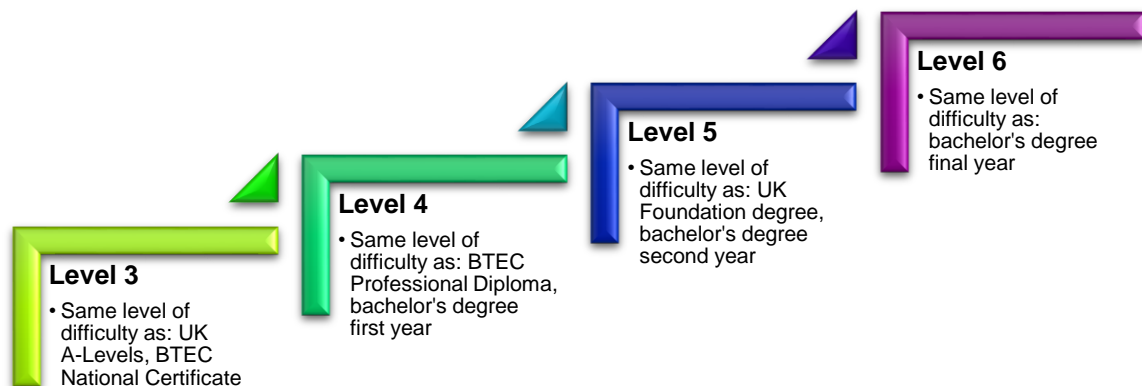 Level 3
• Same level of
difficulty as: UK
A-Levels, BTEC
National Certificate
Level 4
• Same level of
difficulty as: BTEC
Professional Diploma,
bachelor's degree
first year
Level 5
• Same level of
difficulty as: UK
Foundation degree,
bachelor's degree
second year
Level 6
• Same level of
difficulty as:
bachelor's degree
final year